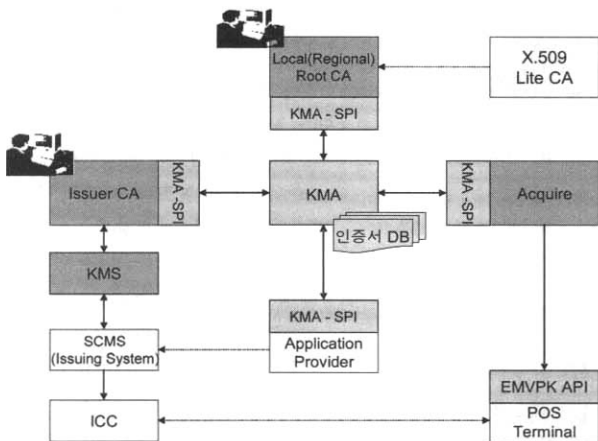 Local(Regional)
Root CA
KMA - SPI
X.509
Lite CA
Issuer CA
KMA -SPI
KMA
인증서 DB
KMA -SPI
Acquire
KMS
SCMS
(Issuing System)
KMA - SPI
Application
Provider
ICC
EMVPK API
POS
Terminal